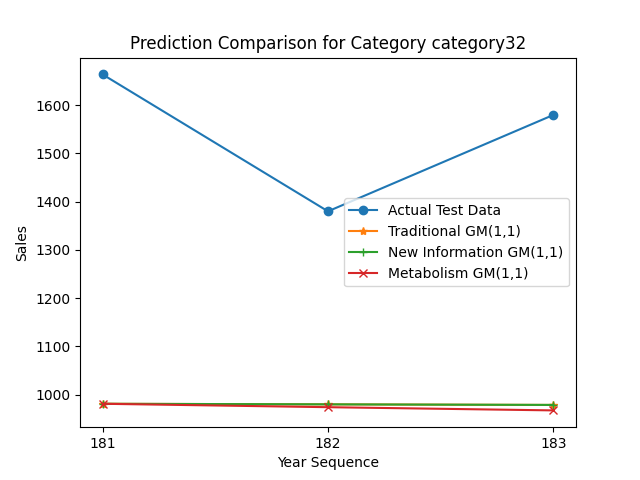 Prediction Comparison for Category category32
Sales
1600
1500
1400
1300
1200
1100
1000
Actual Test Data
Traditional GM(1,1)
New Information GM(1,1)
Metabolism GM(1,1)
181
182
183
Year Sequence